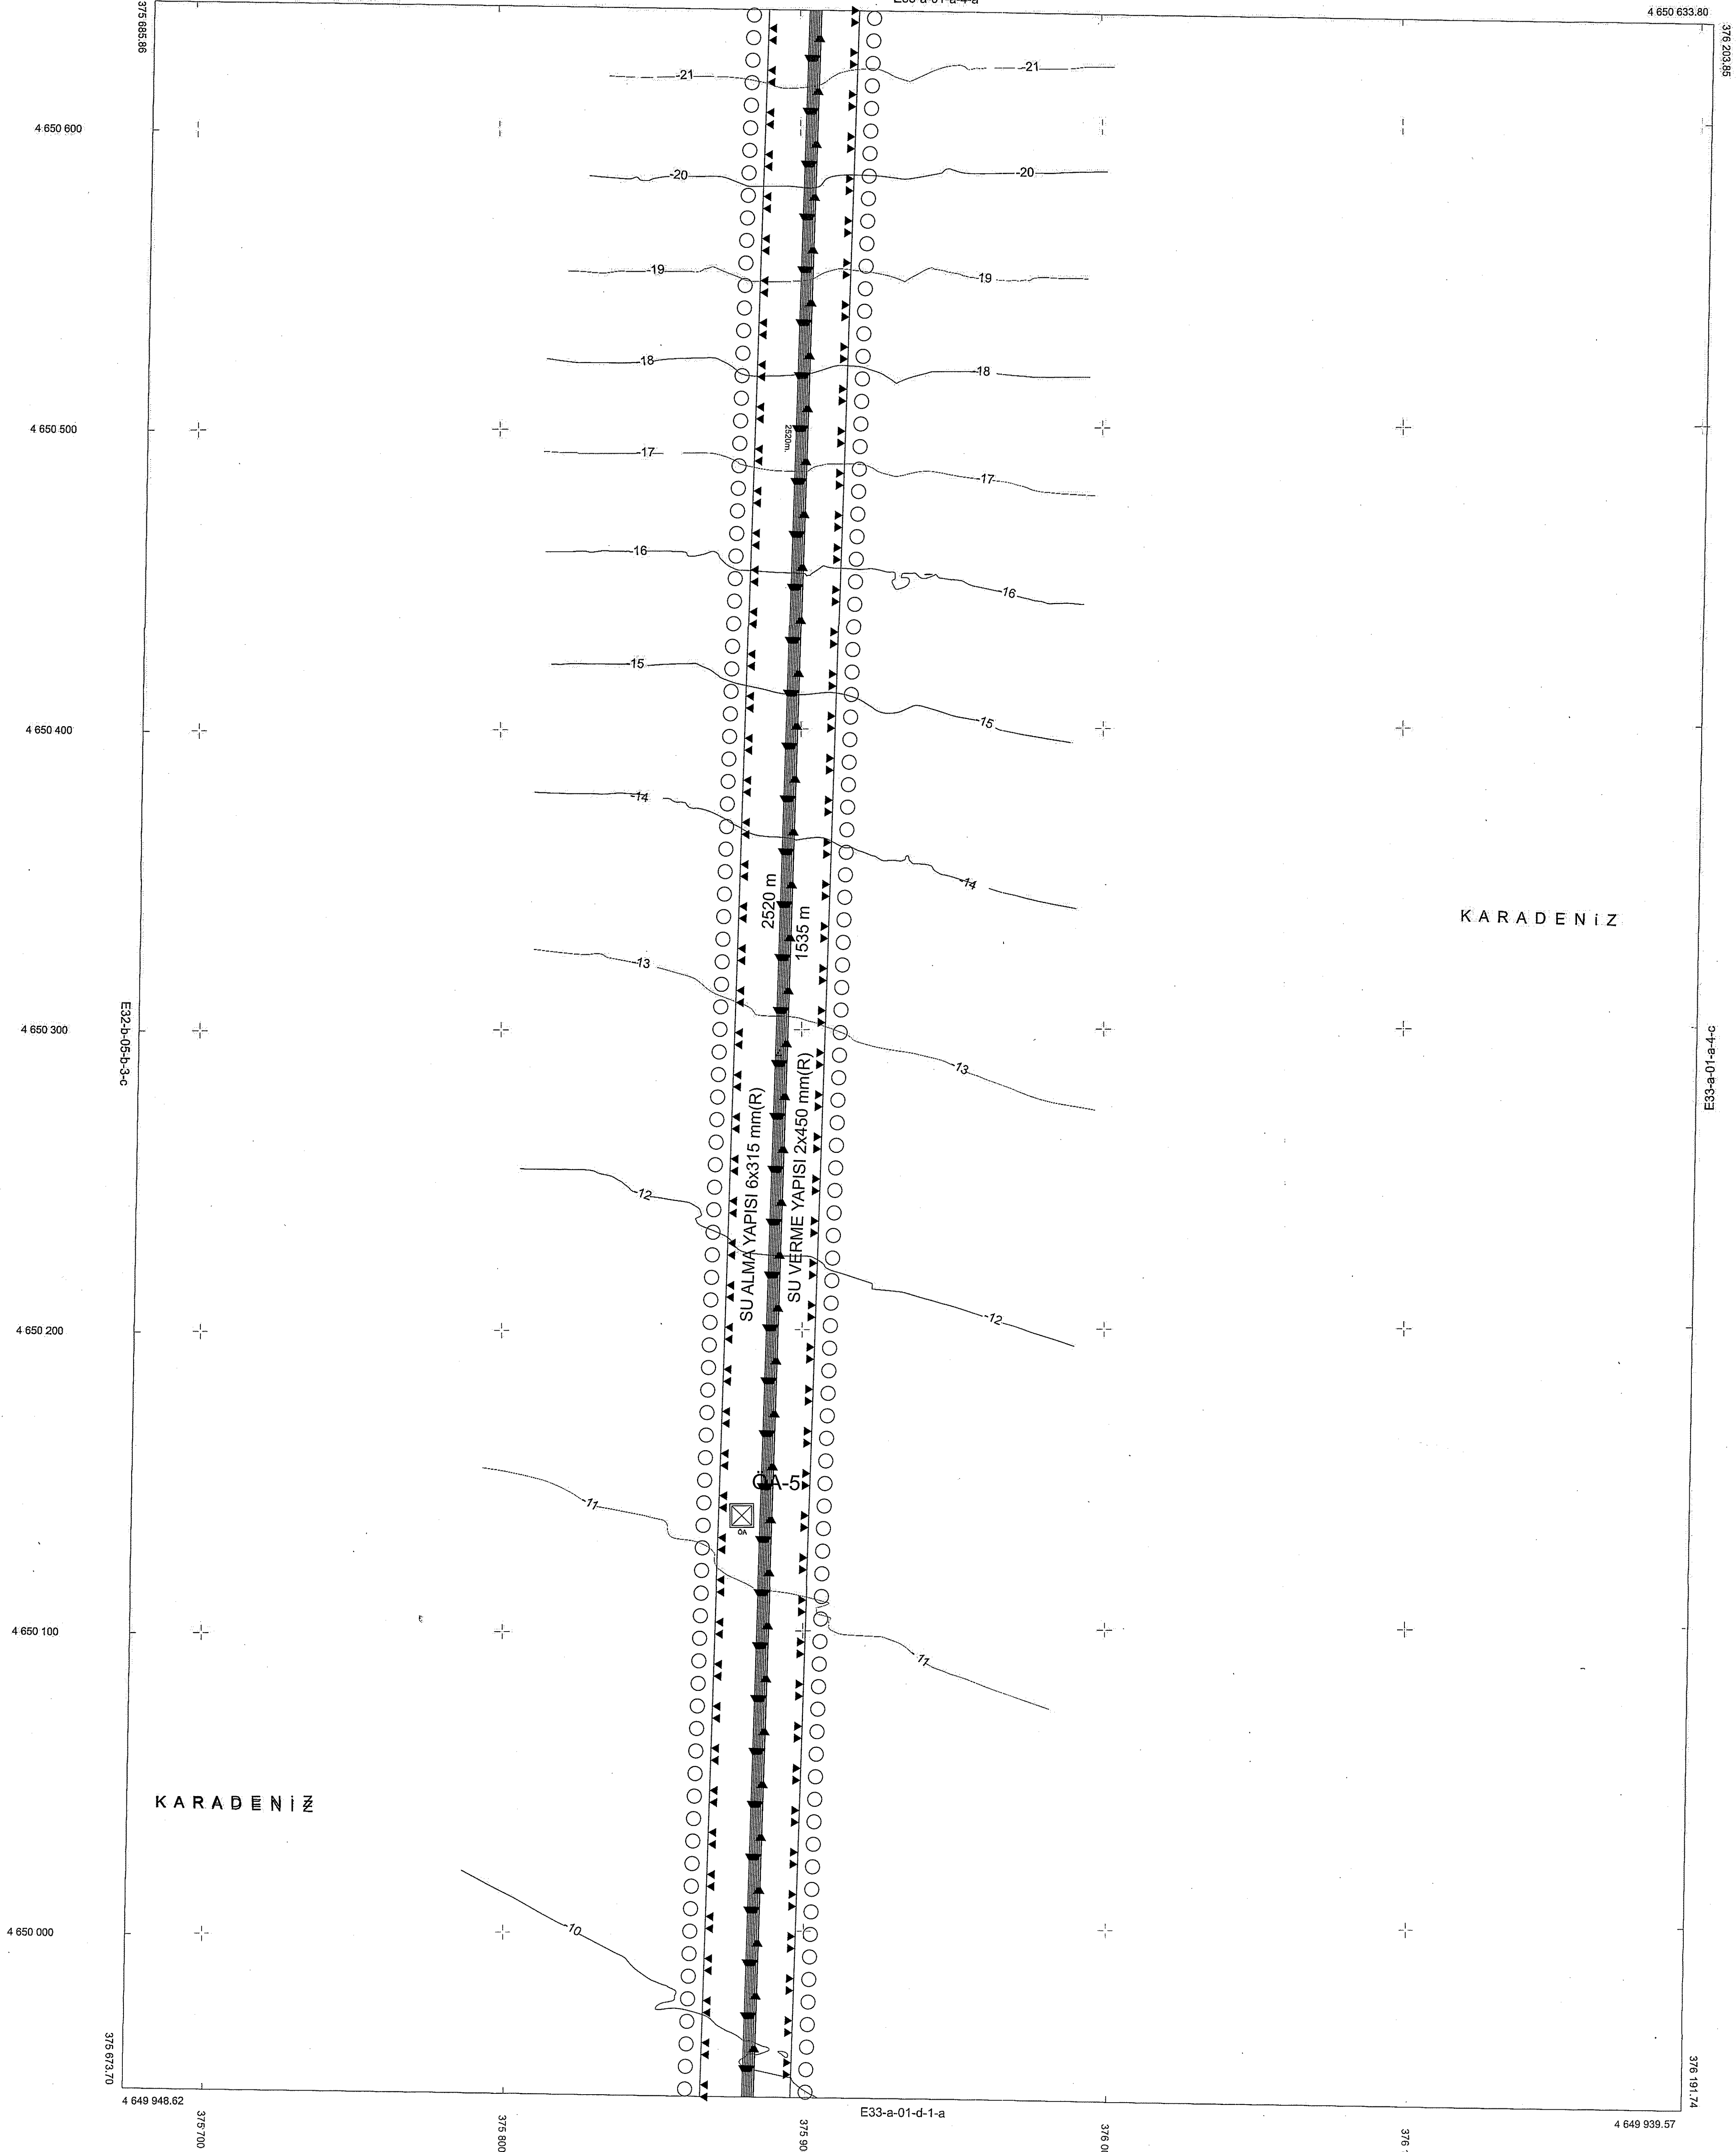 4 650 633.80
375 685.86
376 203.85
-21
-21
4 650 600
-20
-20
-19
-19
-18
-18
4 650 500
2520m.
-17
-17
-16
-16
-15
-15
4 650 400
-14
-14
2520 m
1535 m
KARADENiZ
-13
-13
4 650 300
E32-b-05-b-3-c
E33-a-01-a-4-c
SU ALMA YAPISI 6x315 mm(R)
SU VERME YAPISI 2x450 mm(R)
-12
-12
4 650 200
ÖA-5
ÖA
-11
-11
4 650 100
KARADENiZ
-10
4 650 000
375 673.70
376 191.74
4 649 948.62
E33-a-01-d-1-a
4 649 939.57
375 700
375 800